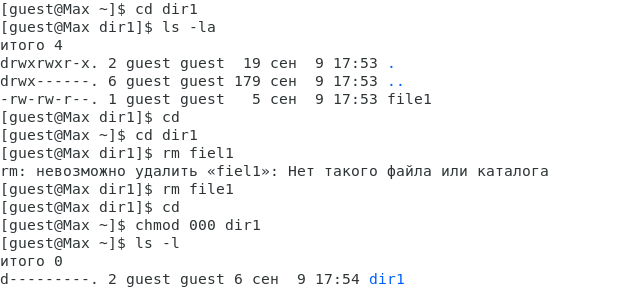 [guest@Max ~]$ cd dir1
[guest@Max dir1]$ ls -la
итого 4
drwxrwxr-x. 2 guest guest  19 сен  9 17:53 .
drwx------. 6 guest guest 179 сен  9 17:53 ..
-rw-rw-r--. 1 guest guest   5 сен  9 17:53 file1
[guest@Max dir1]$ cd
[guest@Max ~]$ cd dir1
[guest@Max dir1]$ rm fiel1
rm: невозможно удалить «fiel1»: Нет такого файла или каталога
[guest@Max dir1]$ rm file1
[guest@Max dir1]$ cd
[guest@Max ~]$ chmod 000 dir1
[guest@Max ~]$ ls -l
итого 0
d---------. 2 guest guest 6 сен  9 17:54 dir1